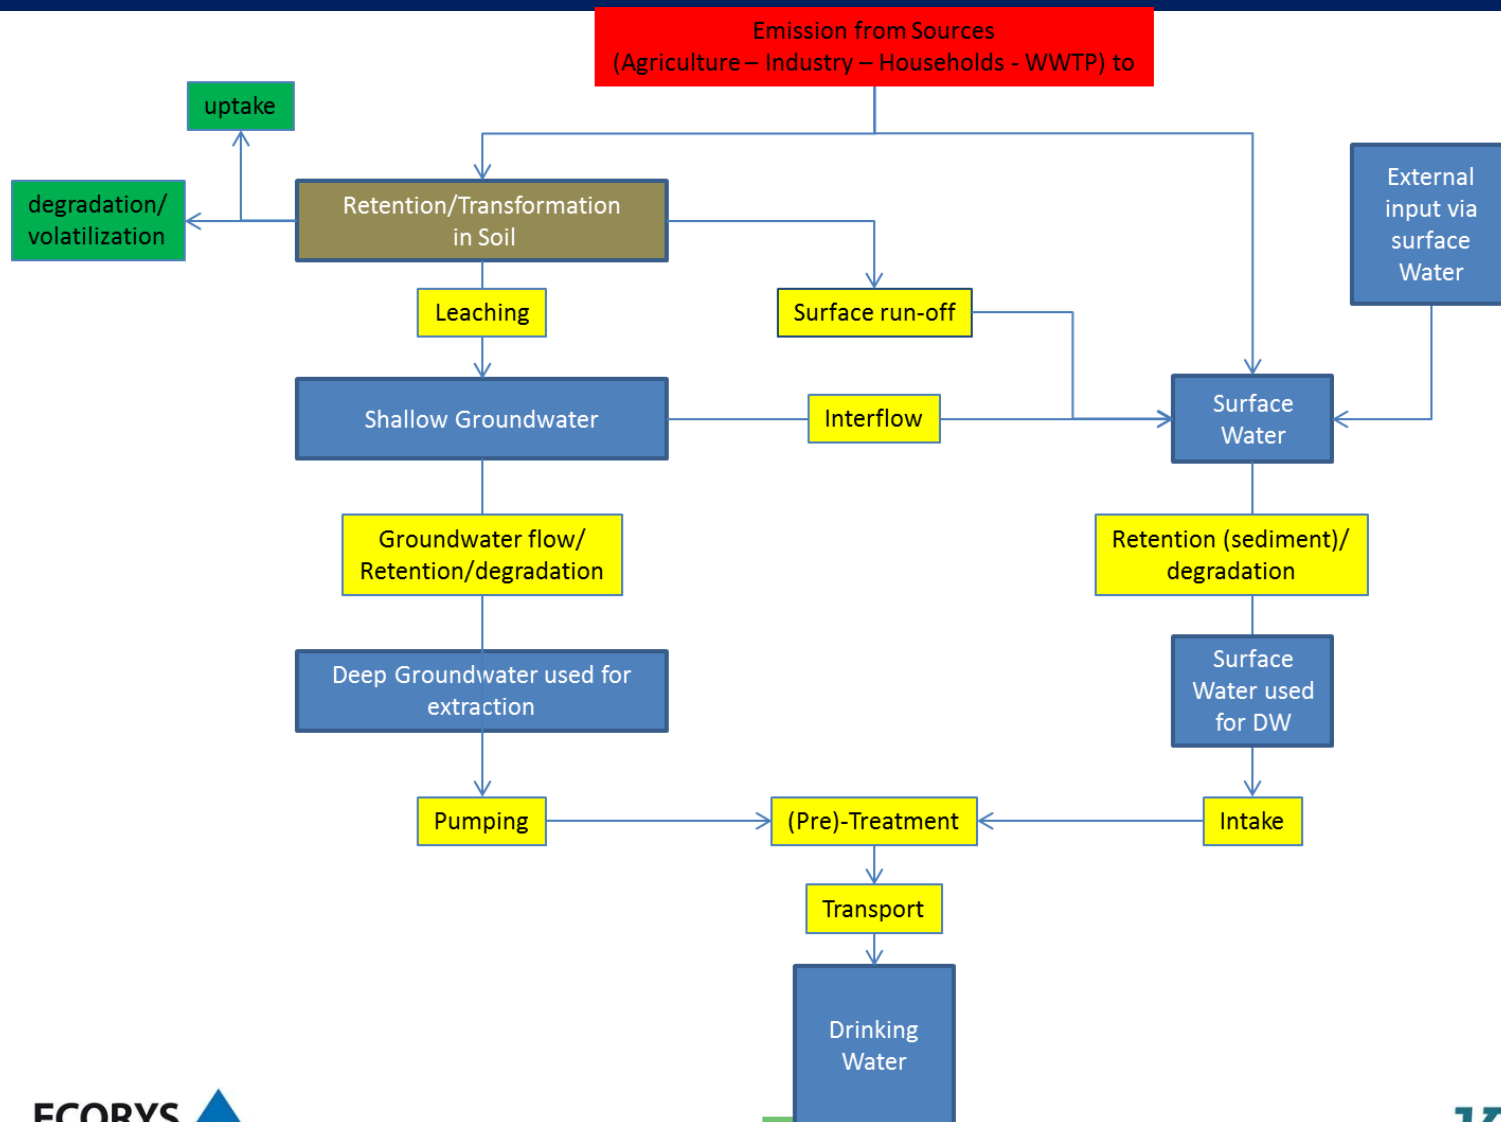 Emission from Sources
(Agriculture – Industry – Households - WWTP) to
uptake
degradation/
volatilization
Retention/Transformation
in Soil
External
input via
surface
Water
Leaching
Surface run-off
Shallow Groundwater
Interflow
Surface
Water
Groundwater flow/
Retention/degradation
Retention (sediment)/
degradation
Deep Groundwater used for
extraction
Surface
Water used
for DW
Pumping
(Pre)-Treatment
Intake
Transport
Drinking
Water
ECORYS